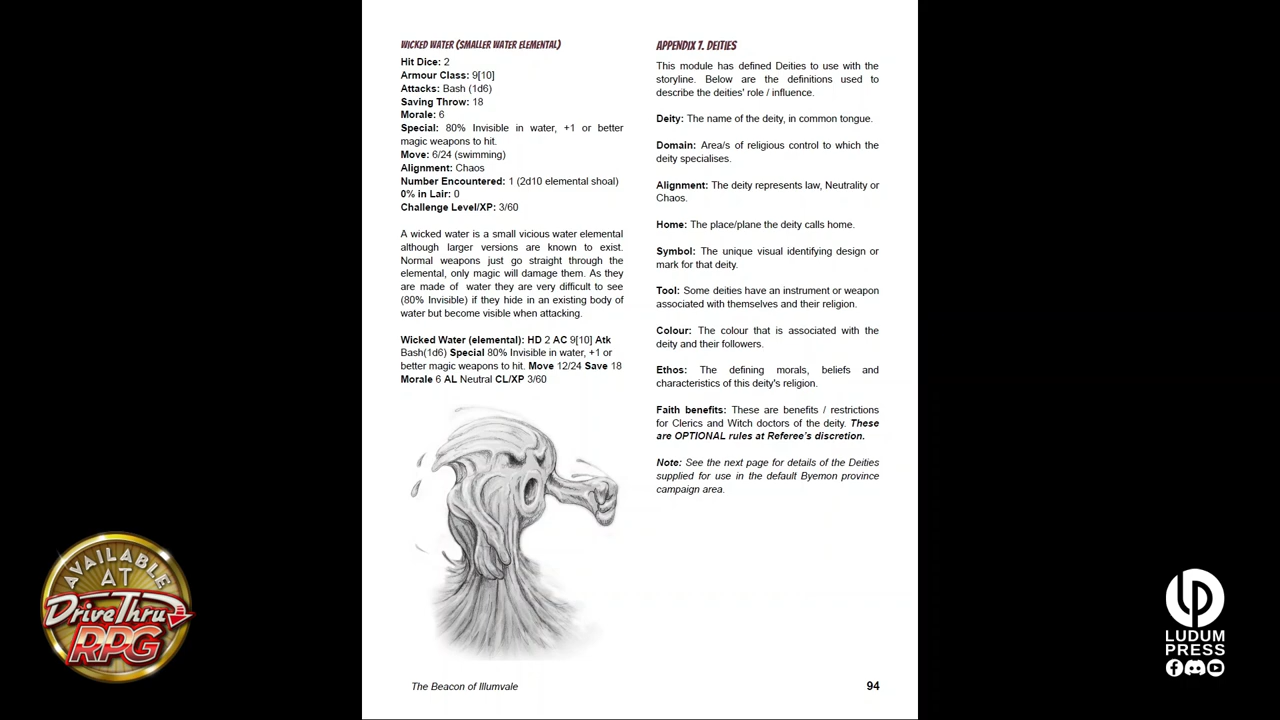 WICKED WATER (SMALLER WATER ELEMENTAL)
Hit Dice: 2
Armour Class: 9[10]
Attacks: Bash (1d6)
Saving Throw: 18
Morale: 6
Special: 80% Invisible in water, +1 or better
magic weapons to hit.
Move: 6/24 (swimming)
Alignment: Chaos
Number Encountered: 1 (2d10 elemental shoal)
0% in Lair: 0
Challenge Level/XP: 3/60
A wicked water is a small vicious water elemental
although larger versions are known to exist.
Normal weapons just go straight through the
elemental, only magic will damage them. As they
are made of water they are very difficult to see
(80% Invisible) if they hide in an existing body of
water but become visible when attacking.
Wicked Water (elemental): HD 2 AC 9[10] Atk
Bash(1d6) Special 80% Invisible in water, +1 or
better magic weapons to hit. Move 12/24 Save 18
Morale 6 AL Neutral CL/XP 3/60
APPENDIX 7. DEITIES
This module has defined Deities to use with the
storyline. Below are the definitions used to
describe the deities' role / influence.
Deity: The name of the deity, in common tongue.
Domain: Area/s of religious control to which the
deity specialises.
Alignment: The deity represents law, Neutrality or
Chaos.
Home: The place/plane the deity calls home.
Symbol: The unique visual identifying design or
mark for that deity.
Tool: Some deities have an instrument or weapon
associated with themselves and their religion.
Colour: The colour that is associated with the
deity and their followers.
Ethos: The defining morals, beliefs and
characteristics of this deity's religion.
Faith benefits: These are benefits / restrictions
for Clerics and Witch doctors of the deity. These
are OPTIONAL rules at Referee's discretion.
Note: See the next page for details of the Deities
supplied for use in the default Byemon province
campaign area.
The Beacon of Illumvale
94
AVAILABLE
AT
DriveThru
RPG
LUDUM
PRESS